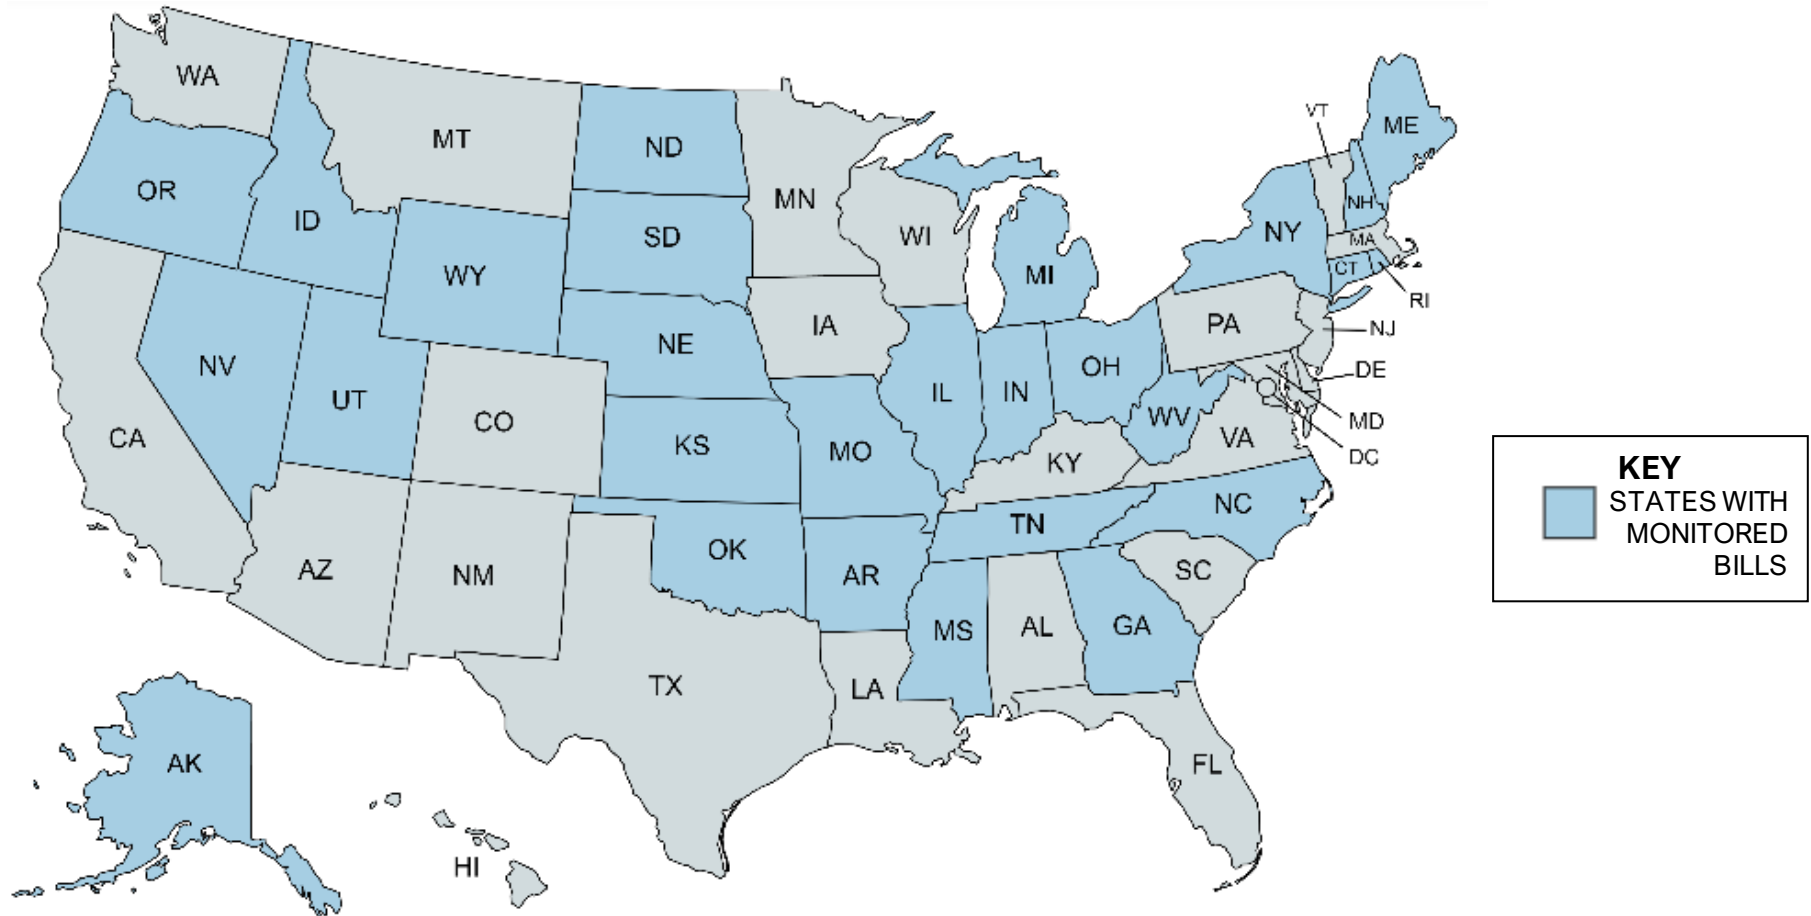 WA
MT
ND
MN
OR
ID
SD
WI
WY
MI
VT
ME
NH
NY
MA
CT
RI
IA
NE
PA
NJ
NV
UT
CO
IL
IN
OH
DE
WV
MD
VA
DC
CA
KS
MO
KY
KEY
STATES WITH
MONITORED
BILLS
NC
TN
AZ
NM
OK
AR
SC
MS
AL
GA
TX
LA
FL
AK
HI